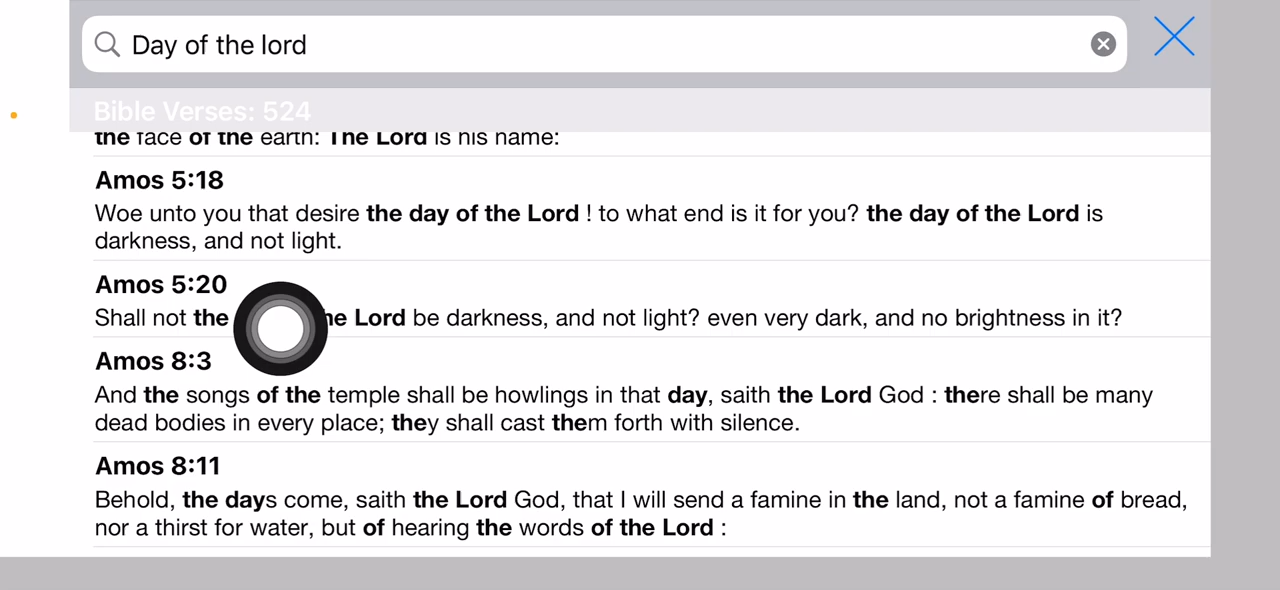 Day of the lord
Bible Verses: 524
the face of the earth: The Lord is his name:
Amos 5:18
Woe unto you that desire the day of the Lord ! to what end is it for you? the day of the Lord is
darkness, and not light.
Amos 5:20
Shall not the he Lord be darkness, and not light? even very dark, and no brightness in it?
Amos 8:3
And the songs of the temple shall be howlings in that day, saith the Lord God : there shall be many
dead bodies in every place; they shall cast them forth with silence.
Amos 8:11
Behold, the days come, saith the Lord God, that I will send a famine in the land, not a famine of bread,
nor a thirst for water, but of hearing the words of the Lord :